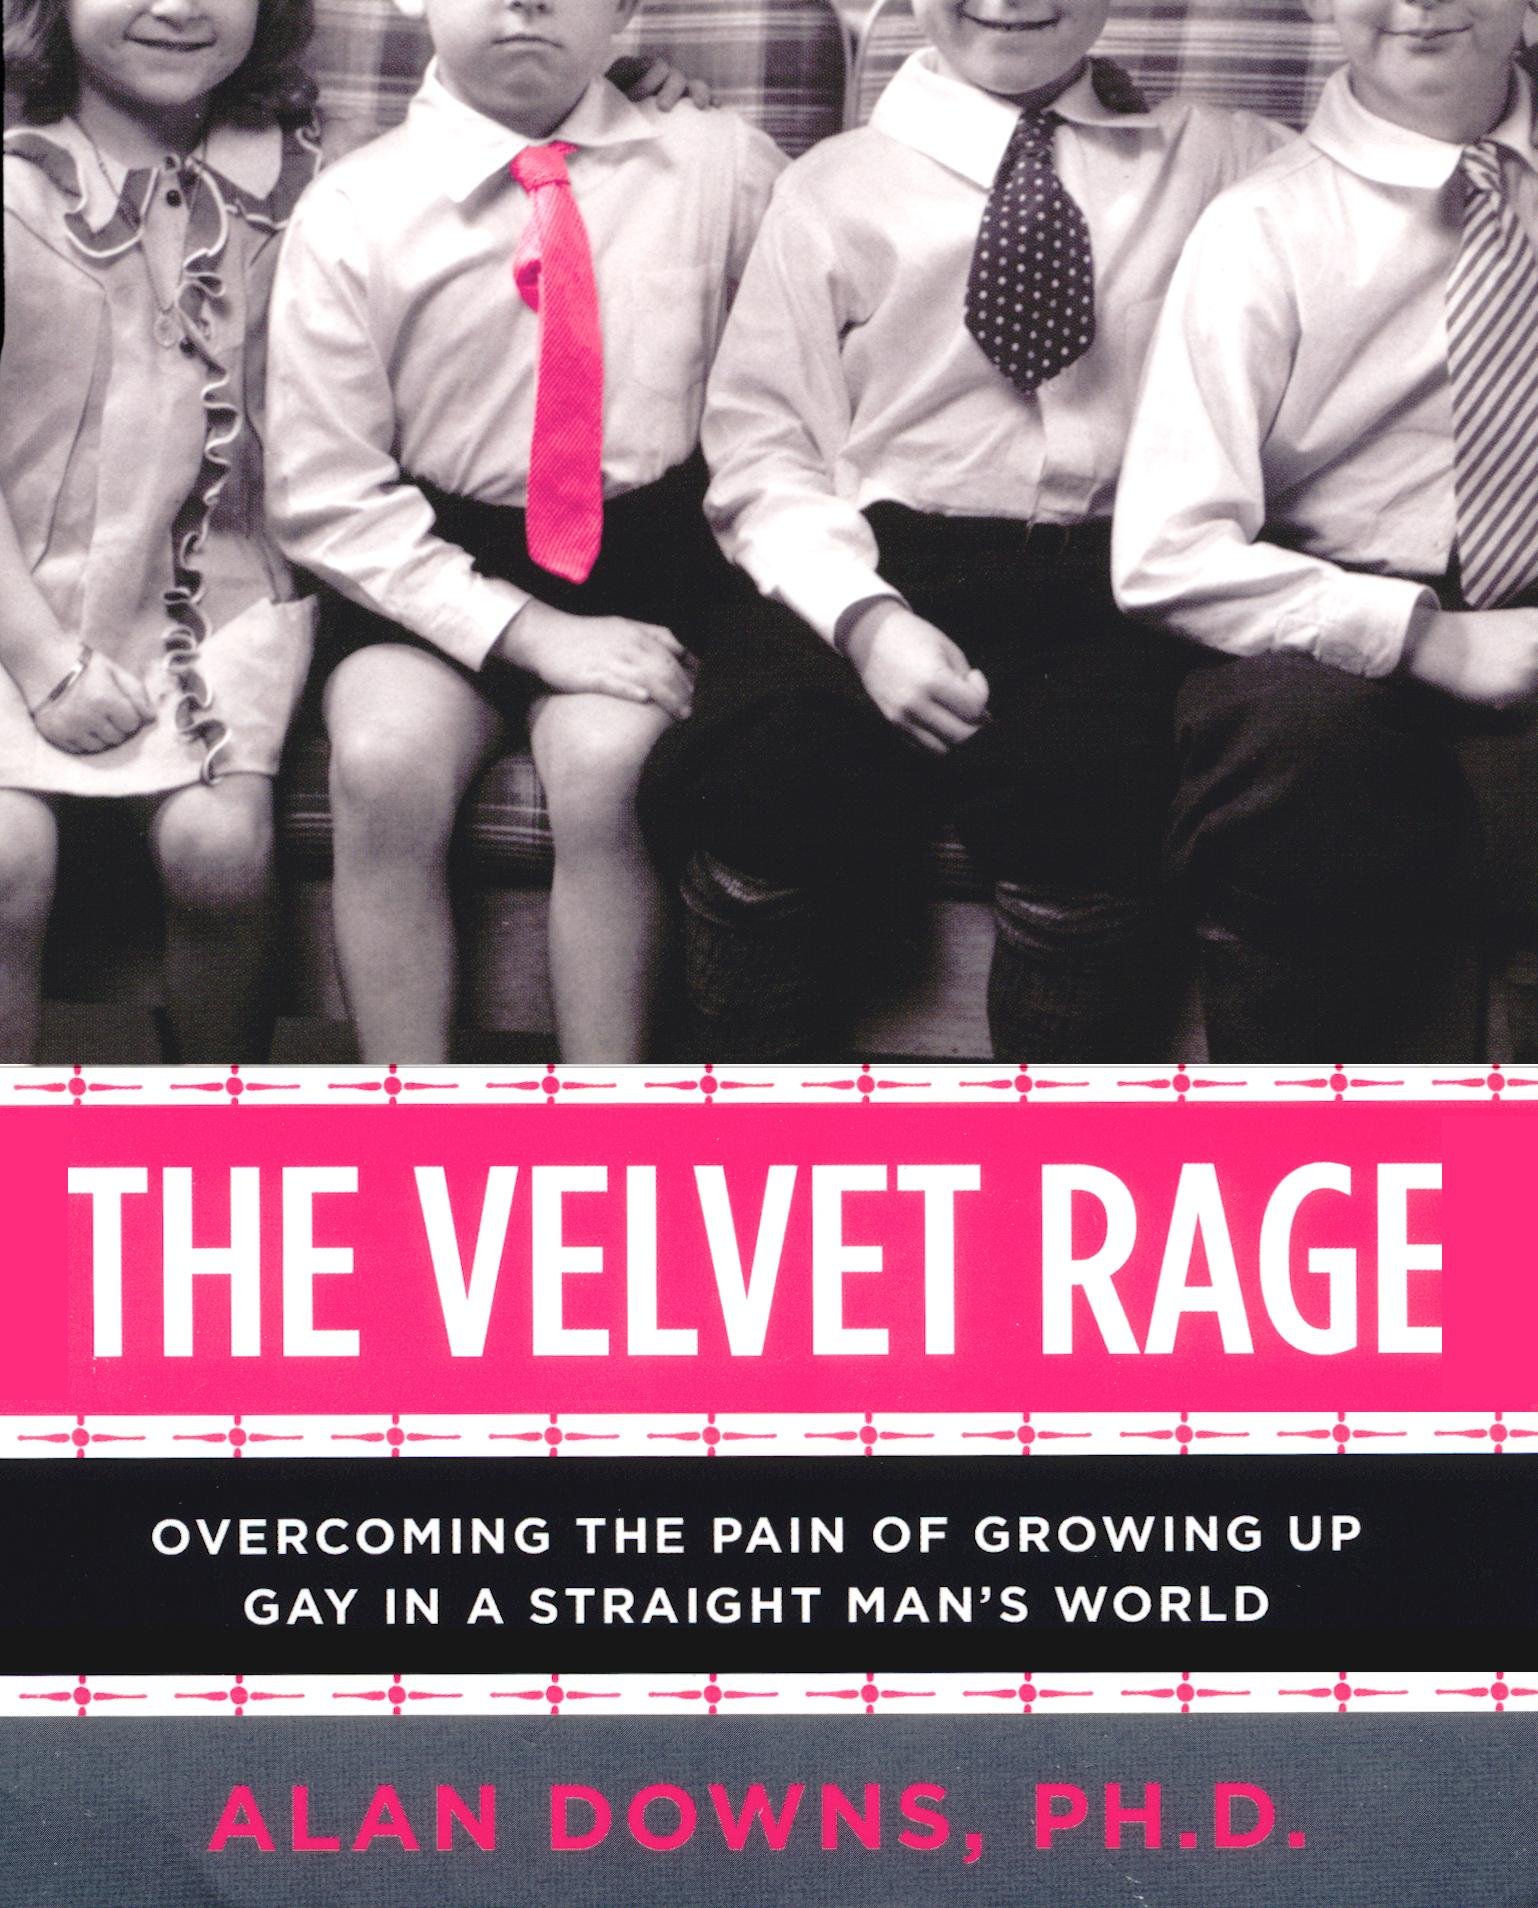 THE VELVET RAGE
OVERCOMING THE PAIN OF GROWING UP
GAY IN A STRAIGHT MAN'S WORLD
ALAN DOWNS, PH.D.